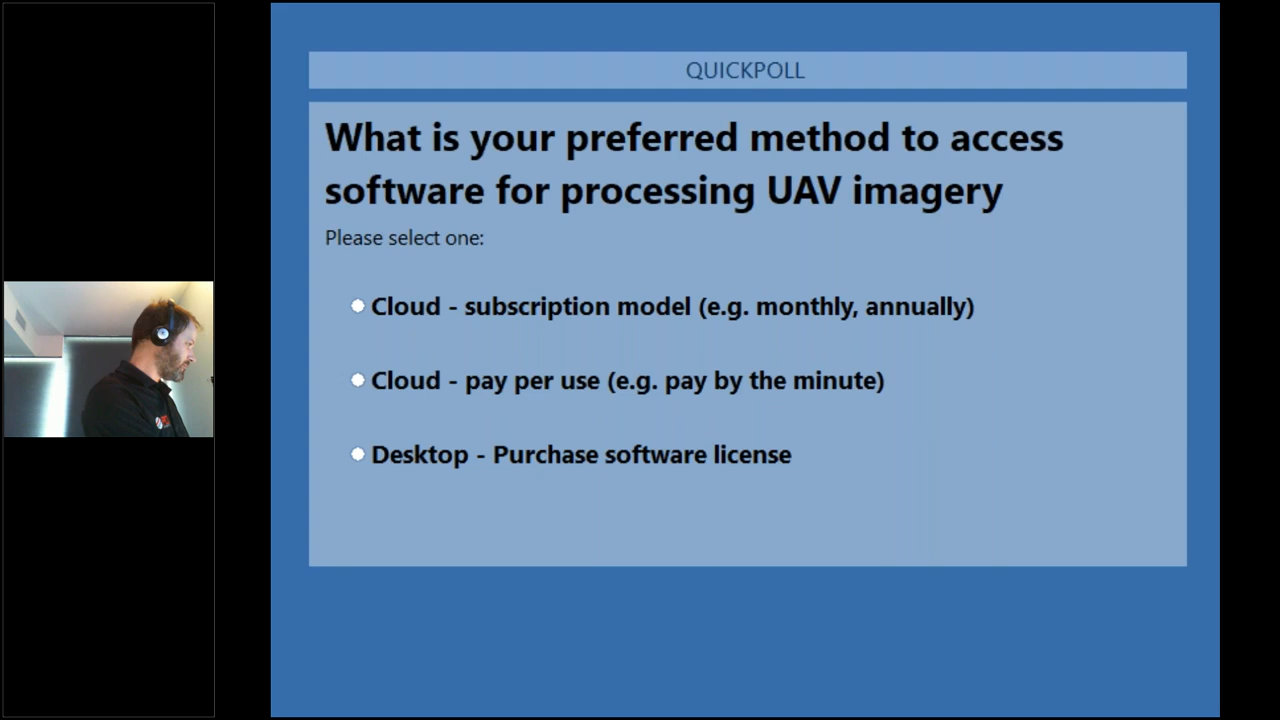 QUICKPOLL
What is your preferred method to access
software for processing UAV imagery
Please select one:
Cloud - subscription model (e.g. monthly, annually)
Cloud - pay per use (e.g. pay by the minute)
Desktop - Purchase software license